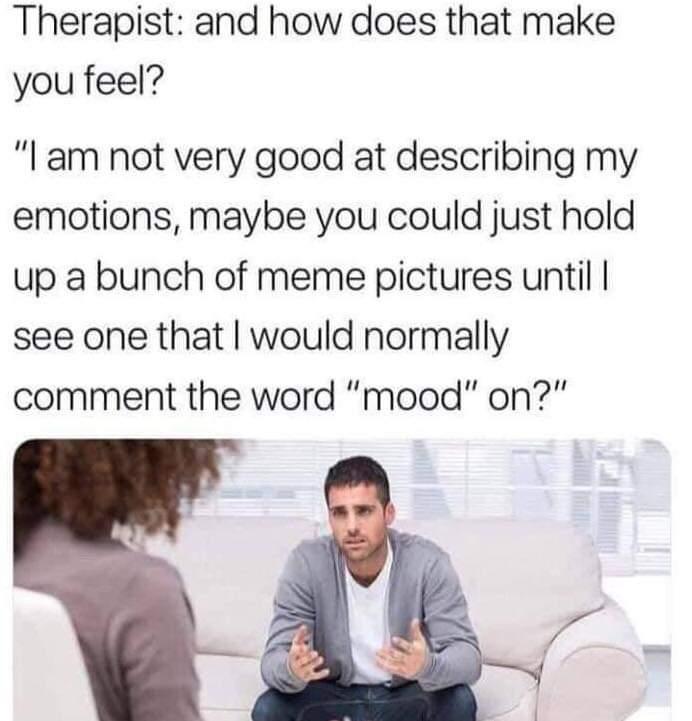 Therapist: and how does that make
you feel?
"I am not very good at describing my
emotions, maybe you could just hold
up a bunch of meme pictures until I
see one that I would normally
comment the word "mood" on?"